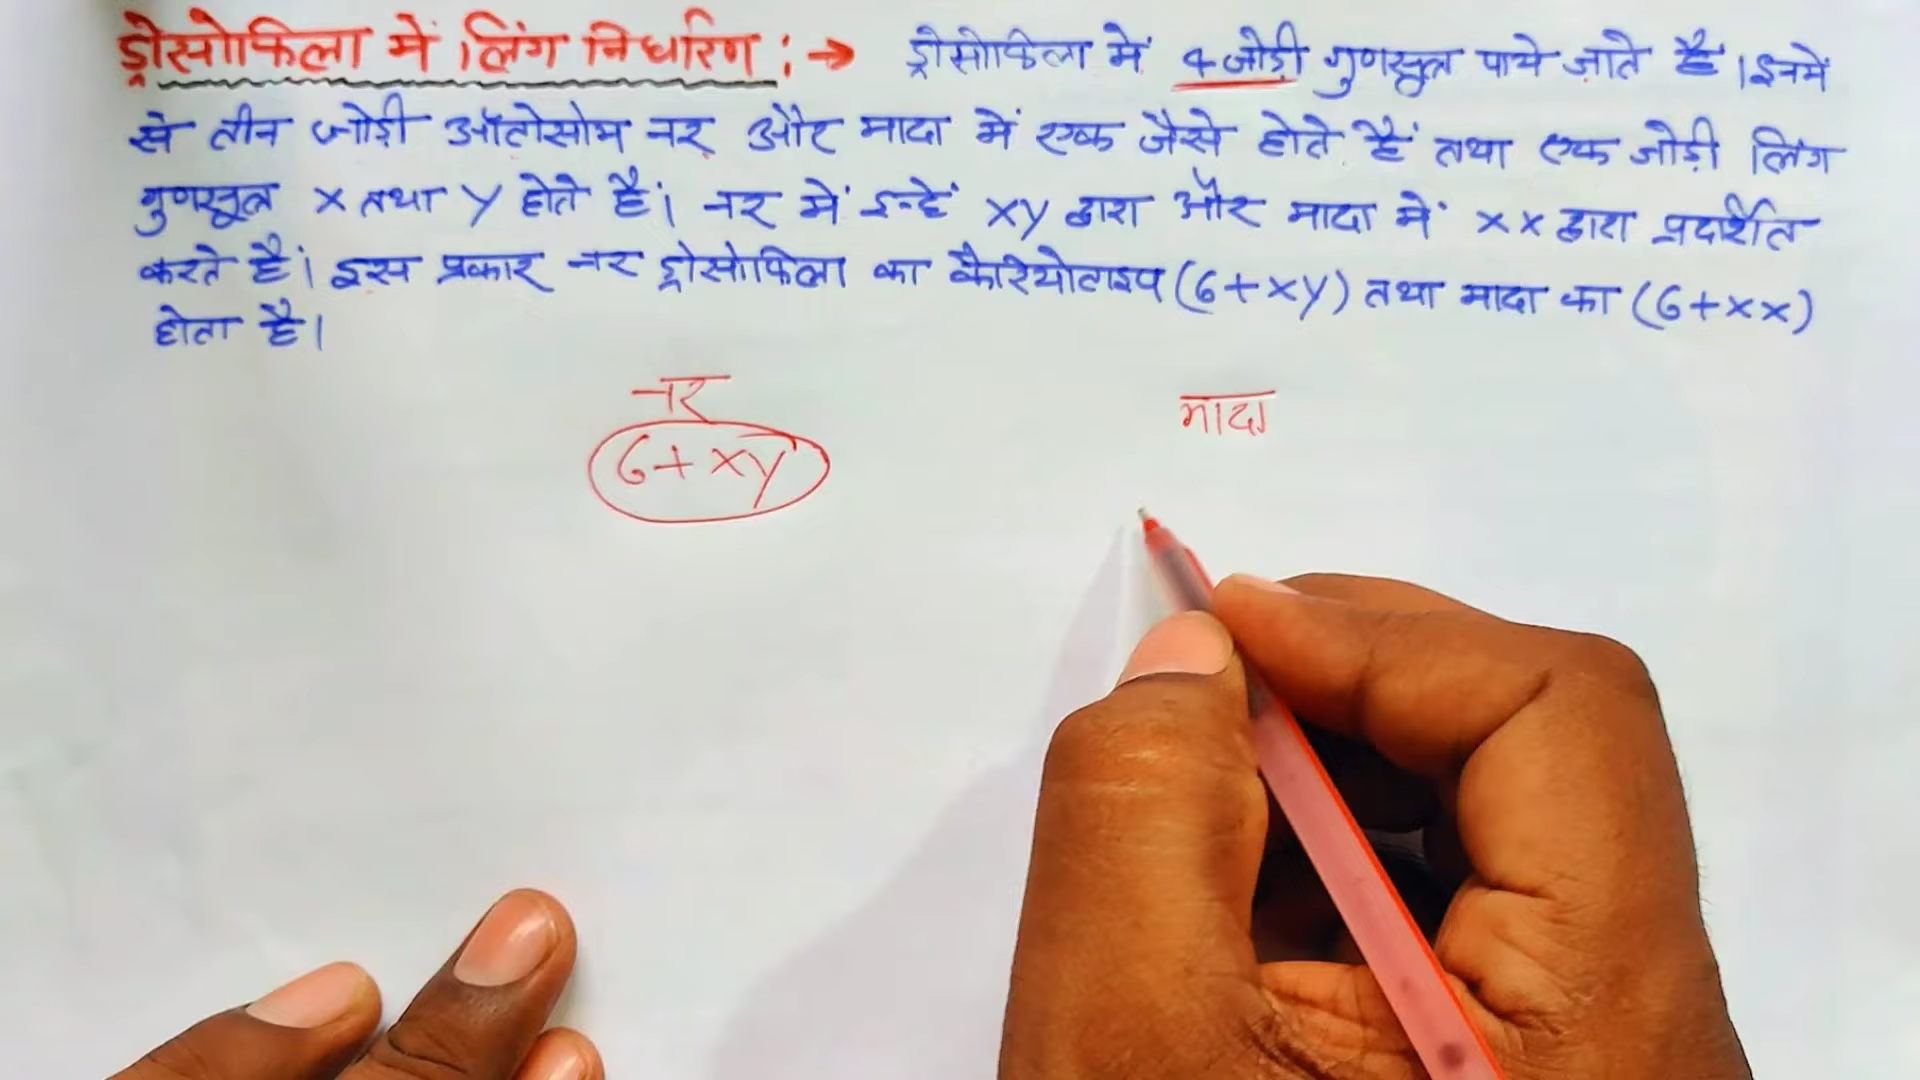 ड्रोसोफिला में लिंग निर्धारण :→ ड्रोसोफिला में 4 जोड़ी गुणसूत्र पाये जाते है। इनमें
से तीन जोड़ी ऑटोसोम नर और मादा में एक जैसे होते है तथा एक जोड़ी लिंग
गुणसूत्र X तथा Y होते है। नर में इन्हें XY द्वारा और मादा में XX द्वारा प्रदर्शित
करते है। इस प्रकार नर ड्रोसोफिला का कैरियोटाइप (6+XY) तथा मादा का (6+XX)
होता है।
नर
6+XY
मादा